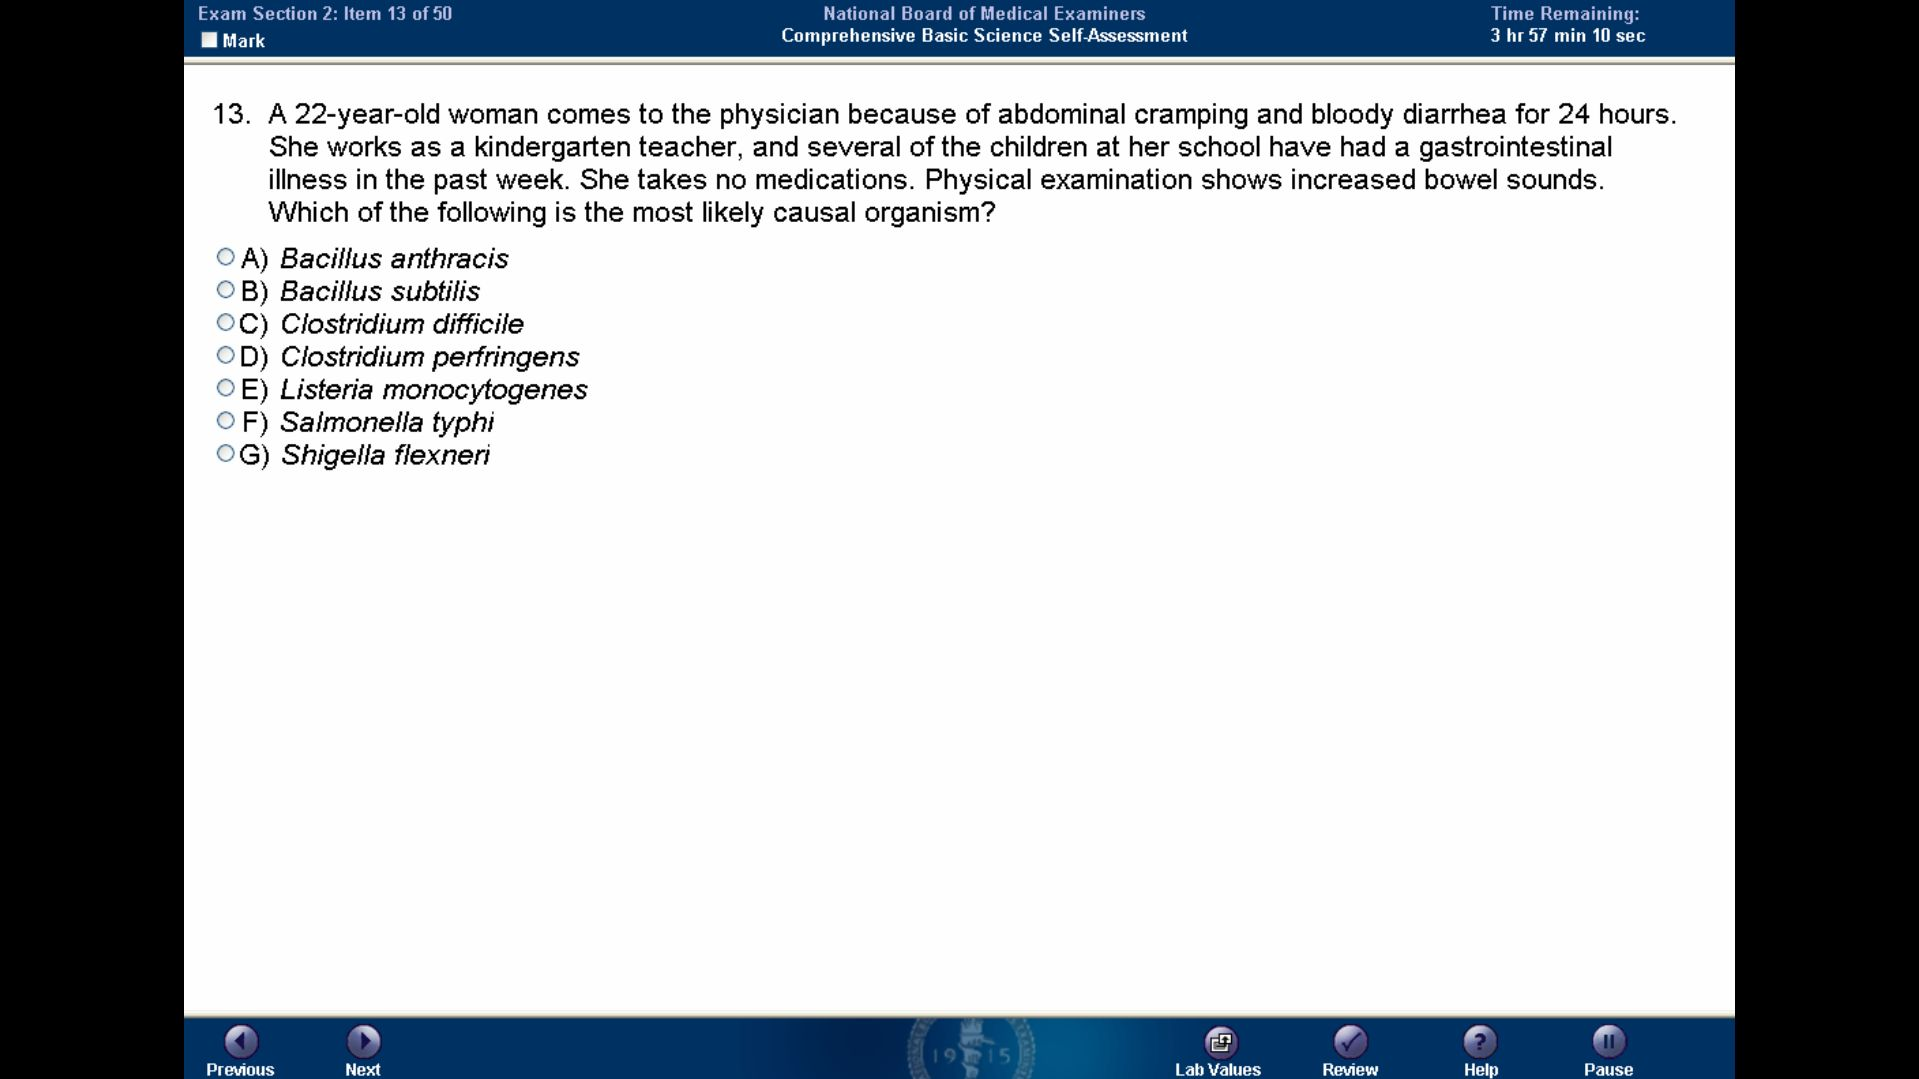 Exam Section 2: Item 13 of 50
National Board of Medical Examiners
Time Remaining:
Mark
Comprehensive Basic Science Self-Assessment
3 hr 57 min 10 sec
13. A 22-year-old woman comes to the physician because of abdominal cramping and bloody diarrhea for 24 hours.
She works as a kindergarten teacher, and several of the children at her school have had a gastrointestinal
illness in the past week. She takes no medications. Physical examination shows increased bowel sounds.
Which of the following is the most likely causal organism?
A) Bacillus anthracis
B) Bacillus subtilis
C) Clostridium difficile
D) Clostridium perfringens
E) Listeria monocytogenes
F) Salmonella typhi
G) Shigella flexneri
19 15
Previous
Next
Lab Values
Review
Help
Pause